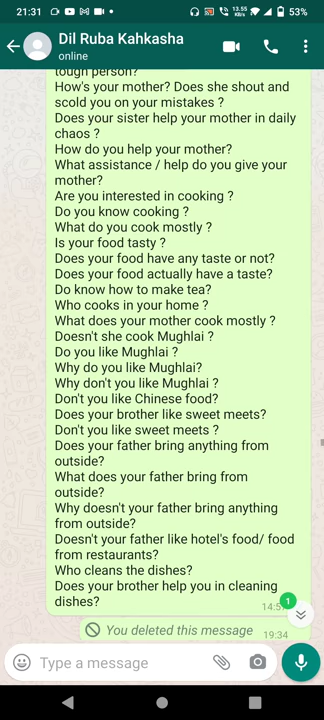 21:31
13.55
KB/s
53%
Dil Ruba Kahkasha
online
tough person?
How's your mother? Does she shout and
scold you on your mistakes ?
Does your sister help your mother in daily
chaos ?
How do you help your mother?
What assistance / help do you give your
mother?
Are you interested in cooking ?
Do you know cooking ?
What do you cook mostly ?
Is your food tasty ?
Does your food have any taste or not?
Does your food actually have a taste?
Do know how to make tea?
Who cooks in your home ?
What does your mother cook mostly ?
Doesn't she cook Mughlai ?
Do you like Mughlai ?
Why do you like Mughlai?
Why don't you like Mughlai ?
Don't you like Chinese food?
Does your brother like sweet meets?
Don't you like sweet meets ?
Does your father bring anything from
outside?
What does your father bring from
outside?
Why doesn't your father bring anything
from outside?
Doesn't your father like hotel's food/ food
from restaurants?
Who cleans the dishes?
Does your brother help you in cleaning
dishes?
1
You deleted this message 19:34
Type a message